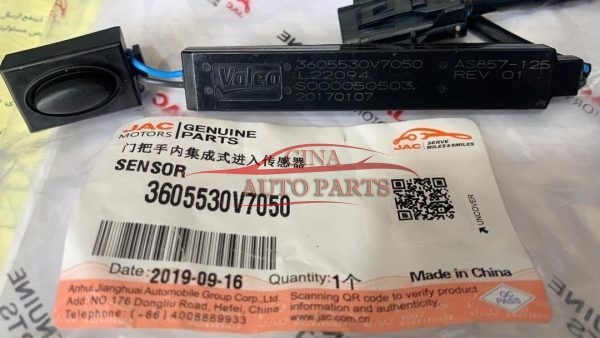 Valeo
3605530V7050
L22094
S000050503
20170107
AS857-125
REV 01
JAC MOTORS
GENUINE PARTS
门把手内集成式进入传感器
SENSOR
3605530V7050
JAC
SERVE
MILES&SMILES
CINA
AUTO PARTS
UNCOVER
Date:2019-09-16
Quantity:1个
Made in China
Anhui Jianghuai Automobile Group Corp.,Ltd.
Add.NO 176 Dongliu Road, Hefei, China
Telephone: (+86)4008889933
Scanning QR code to verify product
information and distinguish
www.jac.com.cn
QC
PASS